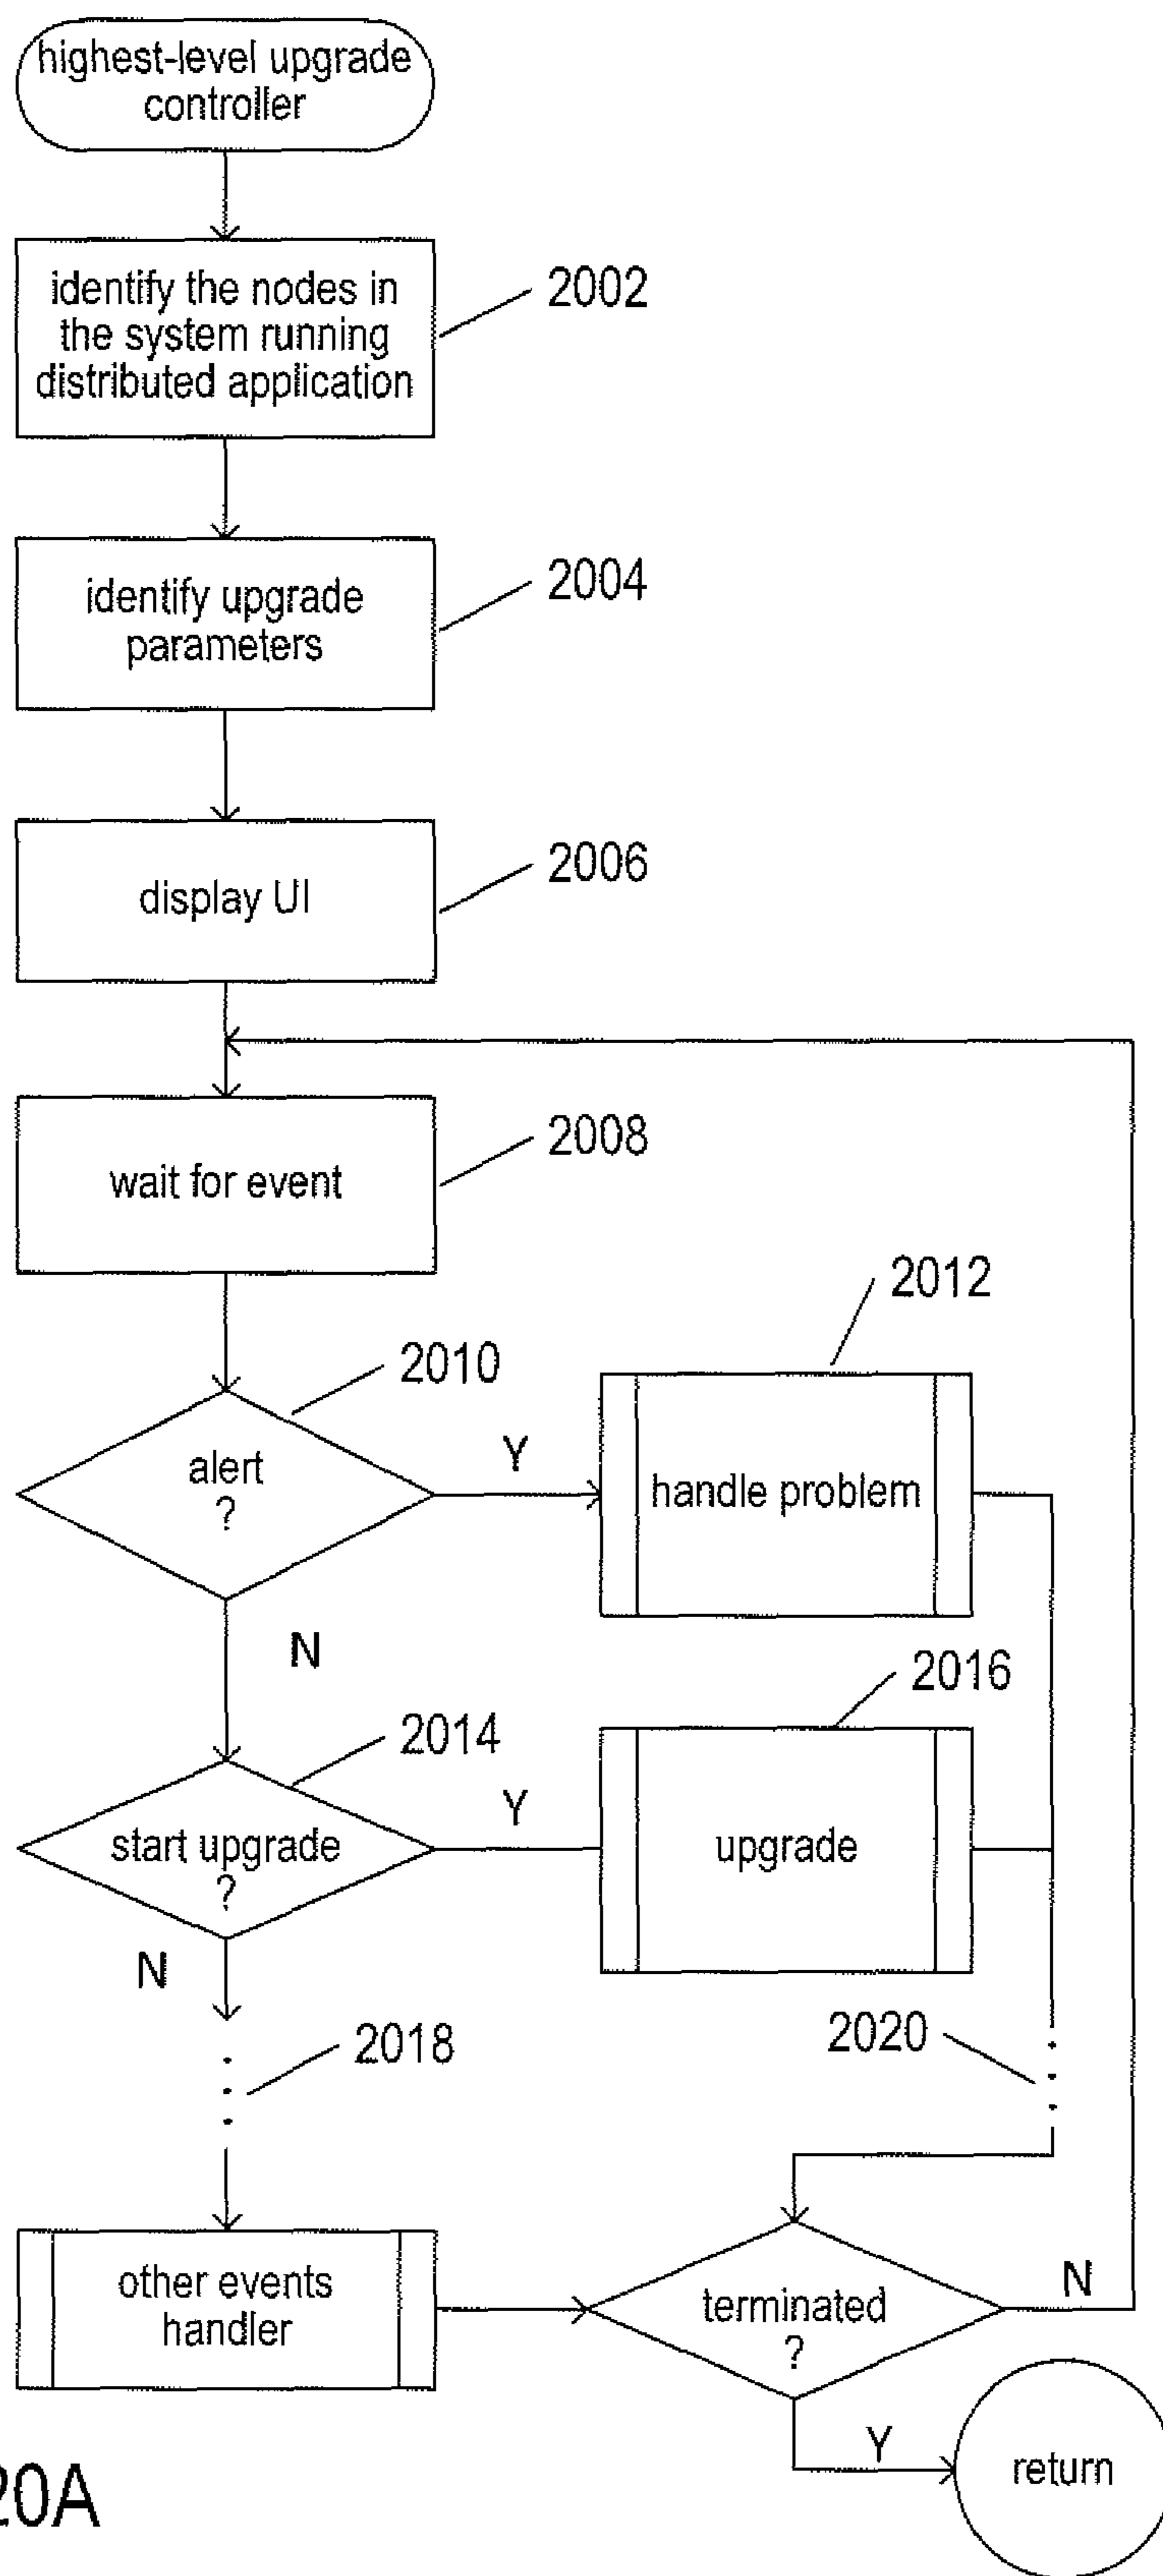 highest-level upgrade
controller
identify the nodes in
the system running
distributed application
2002
identify upgrade
parameters
2004
display UI
2006
wait for event
2008
2012
2010
alert
?
Y
handle problem
N
2016
2014
start upgrade
?
Y
upgrade
N
2018
2020
other events
handler
terminated
?
N
Y
return
20A